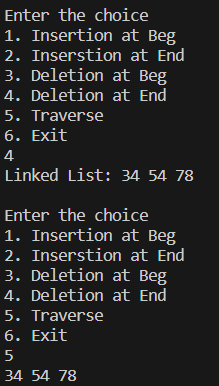 Enter the choice
1. Insertion at Beg
2. Inserstion at End
3. Deletion at Beg
4. Deletion at End
5. Traverse
6. Exit
4
Linked List: 34 54 78
Enter the choice
1. Insertion at Beg
2. Inserstion at End
3. Deletion at Beg
4. Deletion at End
5. Traverse
6. Exit
5
34 54 78